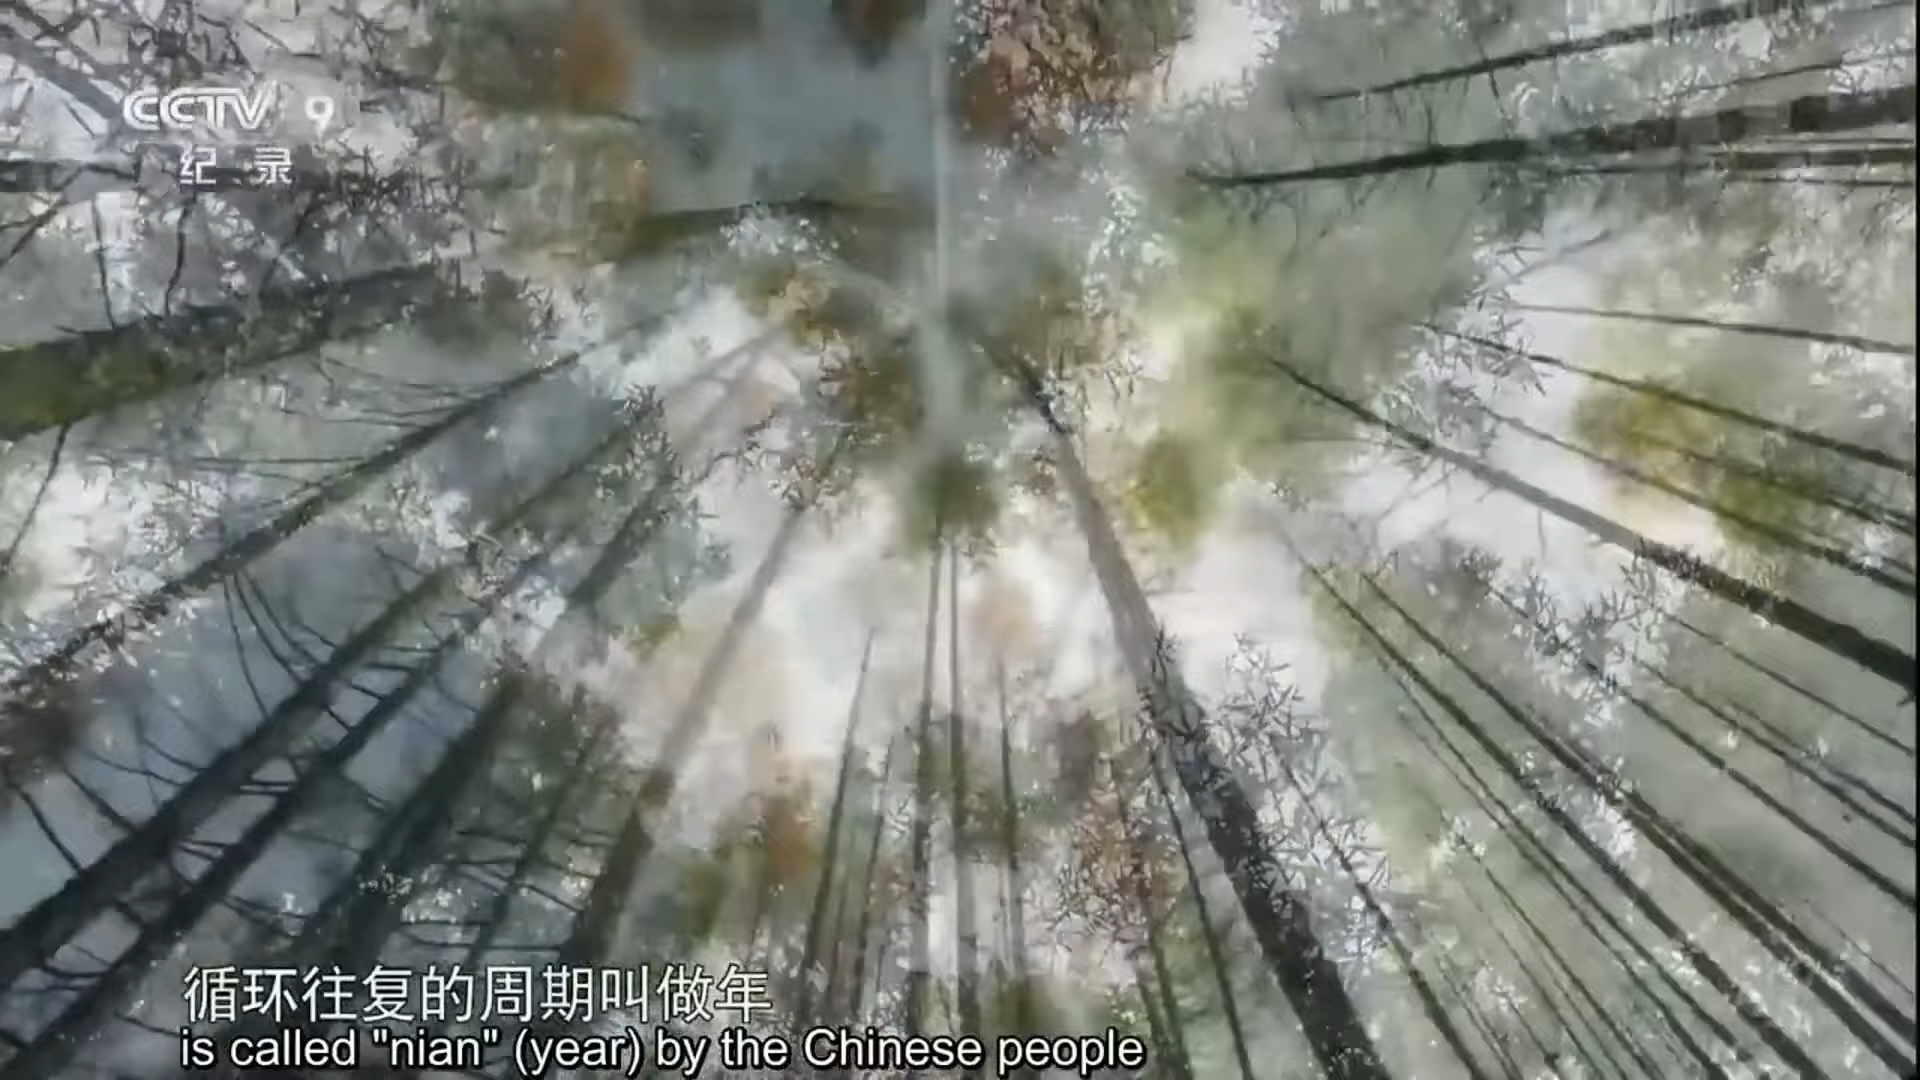 CCTV 9
纪录
循环往复的周期叫做年
is called "nian" (year) by the Chinese people